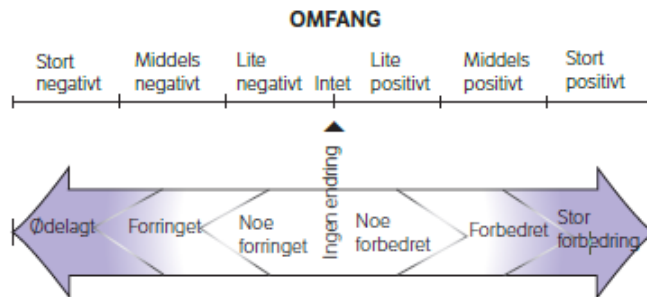 OMFANG
Stort Middels Lite Lite Middels Stort
negativt negativt negativt Intet positivt positivt positivt
Ingen endring
Ødelagt Forringet Noe Noe Forbedret Stor
forringet forbedret forbedring